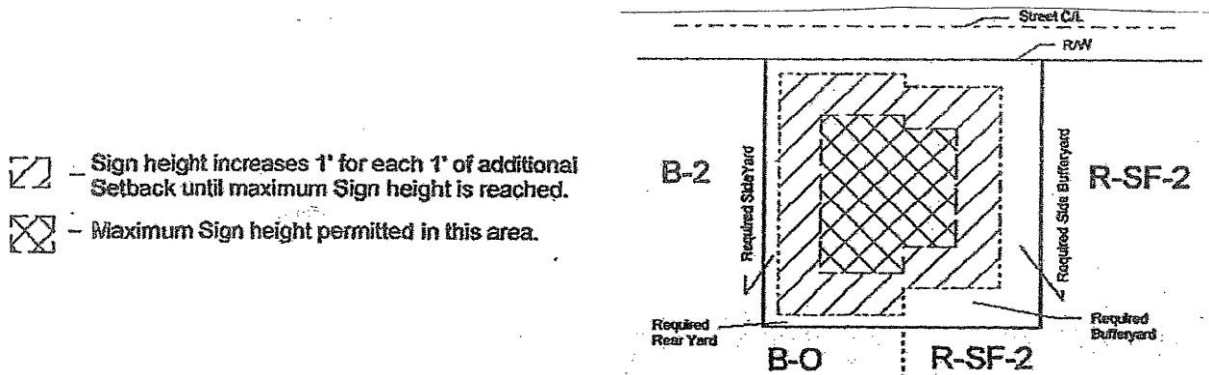 Sign height increases 1' for each 1' of additional
Setback until maximum Sign height is reached.
Maximum Sign height permitted in this area.
Street C/L
R/W
B-2
Required Side Yard
Required Side Bufferyard
R-SF-2
Required
Rear Yard
Required
Bufferyard
B-O
R-SF-2